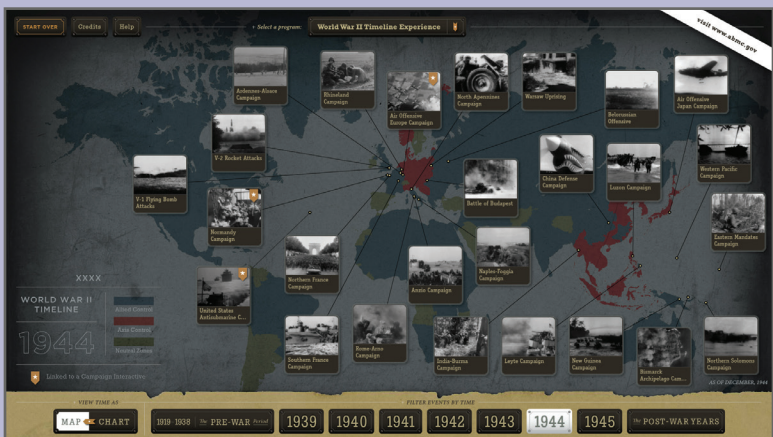 START OVER
Credits
Help
› Select a program:
World War II Timeline Experience
visit www.abmc.gov
Ardennes-Alsace
Campaign
Rhineland
Campaign
Air Offensive
Europe Campaign
North Apennines
Campaign
Warsaw Uprising
Belorussian
Offensive
Air Offensive
Japan Campaign
V-2 Rocket Attacks
V-1 Flying Bomb
Attacks
Normandy
Campaign
Battle of Budapest
China Defense
Campaign
Luzon Campaign
Western Pacific
Campaign
Eastern Mandates
Campaign
Northern France
Campaign
Anzio Campaign
Naples-Foggia
Campaign
United States
Antisubmarine C...
Southern France
Campaign
Rome-Arno
Campaign
India-Burma
Campaign
Leyte Campaign
New Guinea
Campaign
Bismarck
Archipelago Cam...
Northern Solomons
Campaign
XXXX
WORLD WAR II
TIMELINE
1944
Allied Control
Axis Control
Neutral Zones
Linked to a Campaign Interactive
AS OF DECEMBER, 1944
VIEW TIME AS
MAP
CHART
FILTER EVENTS BY TIME
1919-1938 the PRE-WAR Period
1939
1940
1941
1942
1943
1944
1945
the POST-WAR YEARS